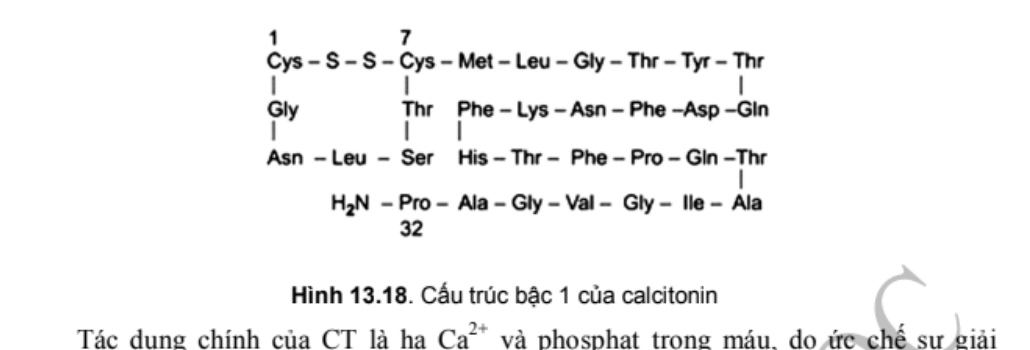 1 7
Cys – S – S – Cys – Met – Leu – Gly – Thr – Tyr – Thr
Gly Thr Phe – Lys – Asn – Phe –Asp –Gln
Asn – Leu – Ser His – Thr – Phe – Pro – Gln –Thr
H₂N – Pro – Ala – Gly – Val – Gly – Ile – Ala
32
Hình 13.18. Cấu trúc bậc 1 của calcitonin
Tác dụng chính của CT là hạ Ca²⁺ và phosphat trong máu, do ức chế sự giải